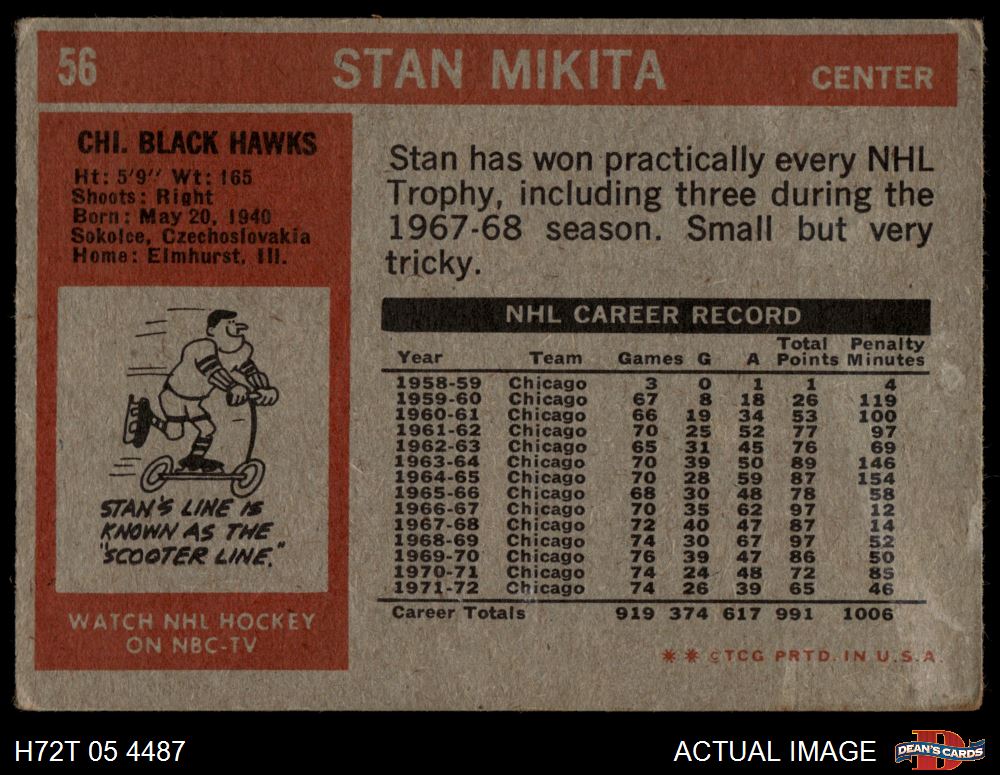 56 STAN MIKITA CENTER
CHI. BLACK HAWKS
Ht: 5'9" Wt: 165
Shoots: Right
Born: May 20, 1940
Sokolce, Czechoslovakia
Home: Elmhurst, Ill.
STAN'S LINE IS
KNOWN AS THE
"SCOOTER LINE."
WATCH NHL HOCKEY
ON NBC-TV
Stan has won practically every NHL
Trophy, including three during the
1967-68 season. Small but very
tricky.
NHL CAREER RECORD
Total Penalty
Year Team Games G A Points Minutes
1958-59 Chicago 3 0 1 1 4
1959-60 Chicago 67 8 18 26 119
1960-61 Chicago 66 19 34 53 100
1961-62 Chicago 70 25 52 77 97
1962-63 Chicago 65 31 45 76 69
1963-64 Chicago 70 39 50 89 146
1964-65 Chicago 70 28 59 87 154
1965-66 Chicago 68 30 48 78 58
1966-67 Chicago 70 35 62 97 12
1967-68 Chicago 72 40 47 87 14
1968-69 Chicago 74 30 67 97 52
1969-70 Chicago 76 39 47 86 50
1970-71 Chicago 74 24 48 72 85
1971-72 Chicago 74 26 39 65 46
Career Totals 919 374 617 991 1006
** ©TCG PRTD. IN U.S.A.
H72T 05 4487 ACTUAL IMAGE DEAN'S CARDS